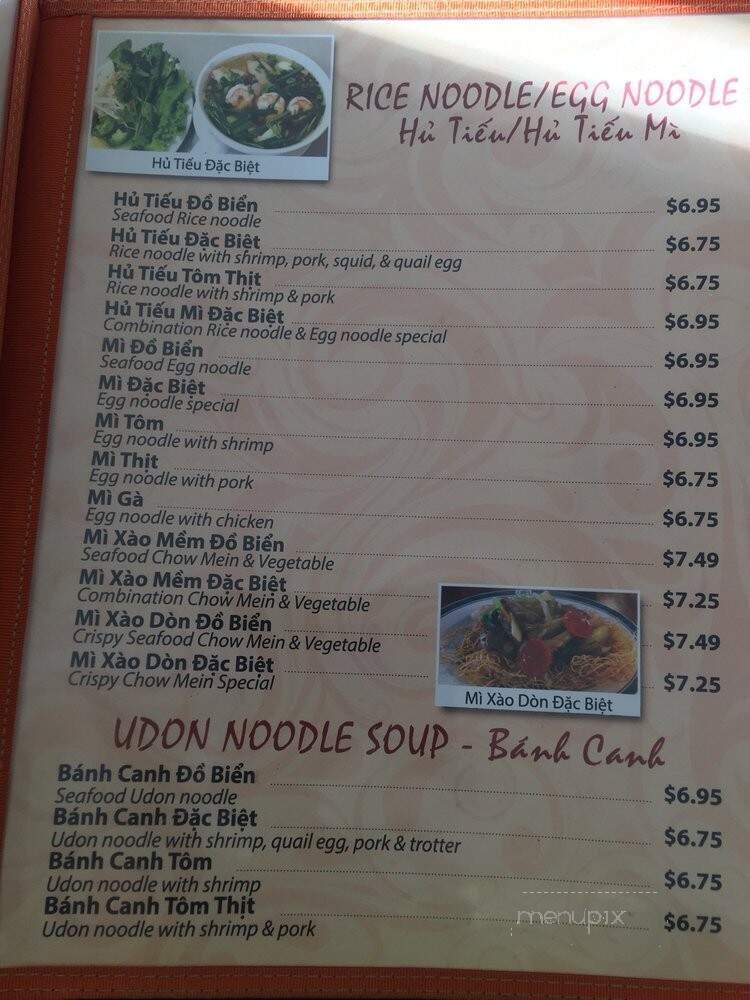 RICE NOODLE/EGG NOODLE
Hủ Tiếu/Hủ Tiếu Mì
Hủ Tiếu Đặc Biệt
Hủ Tiếu Đồ Biển $6.95
Seafood Rice noodle
Hủ Tiếu Đặc Biệt $6.75
Rice noodle with shrimp, pork, squid, & quail egg
Hủ Tiếu Tôm Thịt $6.75
Rice noodle with shrimp & pork
Hủ Tiếu Mì Đặc Biệt $6.95
Combination Rice noodle & Egg noodle special
Mì Đồ Biển $6.95
Seafood Egg noodle
Mì Đặc Biệt $6.95
Egg noodle special
Mì Tôm $6.95
Egg noodle with shrimp
Mì Thịt $6.75
Egg noodle with pork
Mì Gà $6.75
Egg noodle with chicken
Mì Xào Mềm Đồ Biển $7.49
Seafood Chow Mein & Vegetable
Mì Xào Mềm Đặc Biệt $7.25
Combination Chow Mein & Vegetable
Mì Xào Dòn Đồ Biển $7.49
Crispy Seafood Chow Mein & Vegetable
Mì Xào Dòn Đặc Biệt $7.25
Crispy Chow Mein Special
Mì Xào Dòn Đặc Biệt
UDON NOODLE SOUP - Bánh Canh
Bánh Canh Đồ Biển $6.95
Seafood Udon noodle
Bánh Canh Đặc Biệt $6.75
Udon noodle with shrimp, quail egg, pork & trotter
Bánh Canh Tôm $6.75
Udon noodle with shrimp
Bánh Canh Tôm Thịt $6.75
Udon noodle with shrimp & pork
menupix